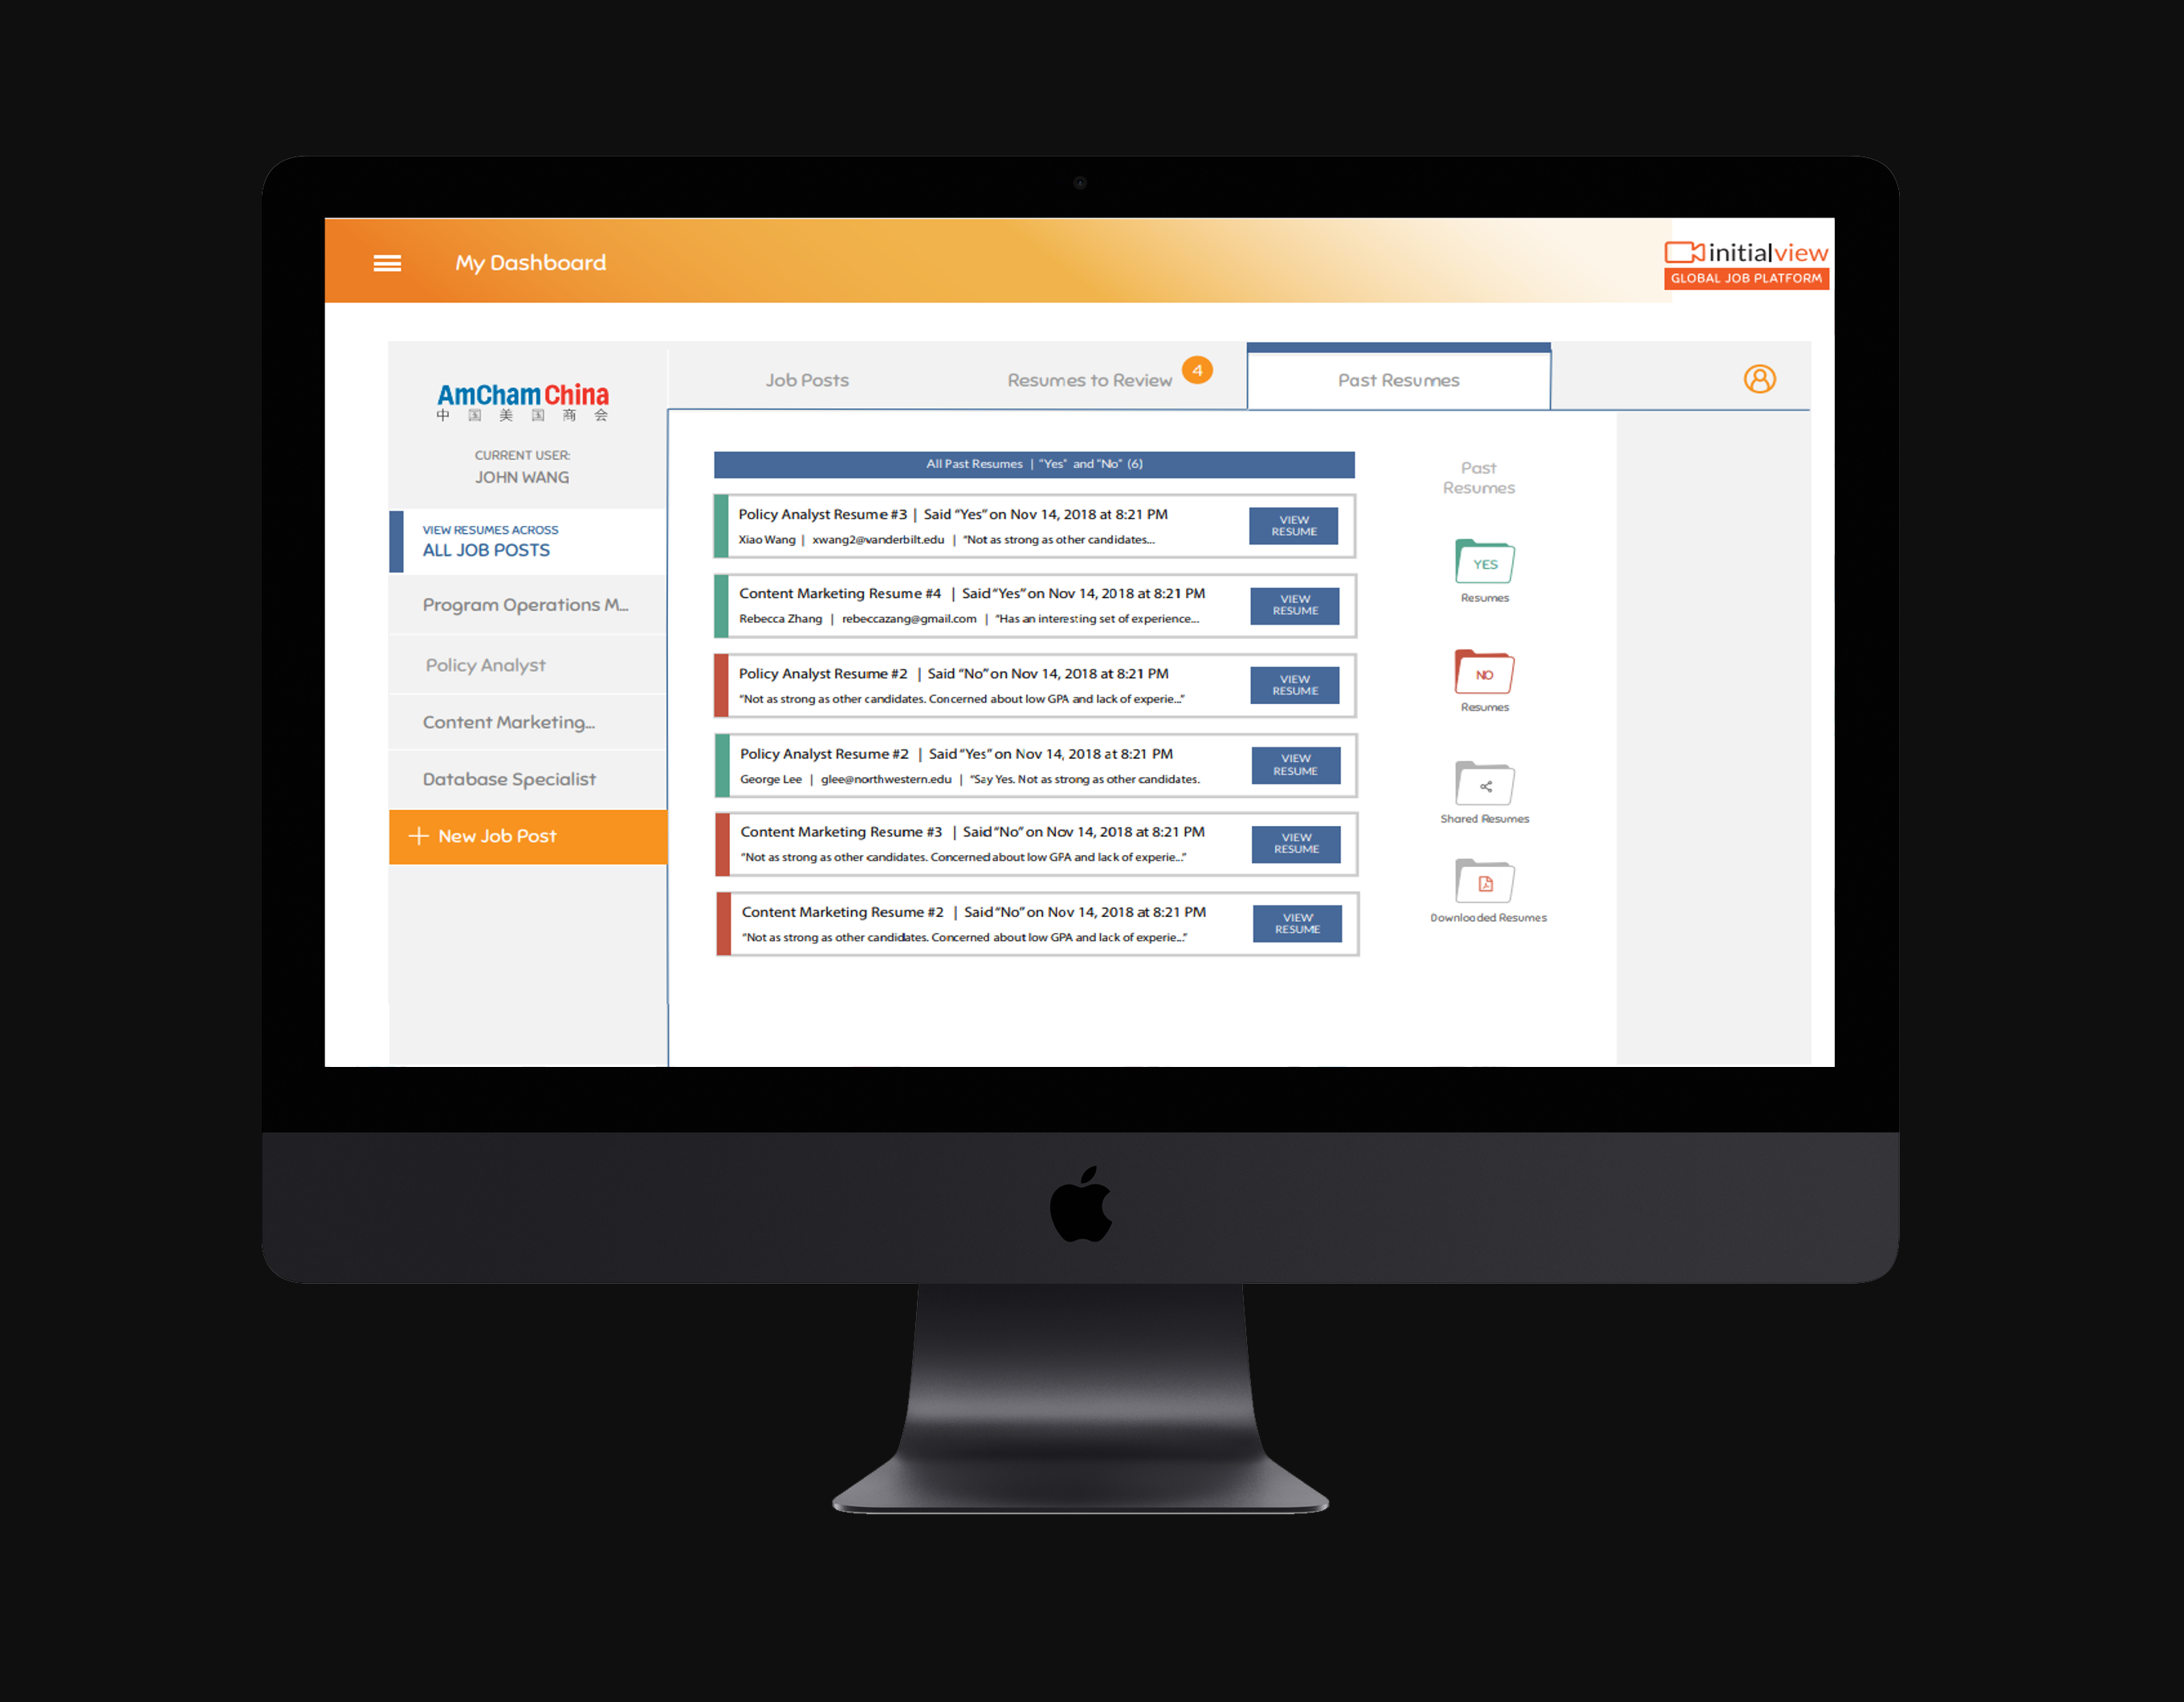 My Dashboard
initialview
GLOBAL JOB PLATFORM
AmChamChina
中国美国商会
CURRENT USER:
JOHN WANG
VIEW RESUMES ACROSS
ALL JOB POSTS
Program Operations M...
Policy Analyst
Content Marketing...
Database Specialist
+ New Job Post
Job Posts
Resumes to Review
4
Past Resumes
All Past Resumes | "Yes" and "No" (6)
Policy Analyst Resume #3 | Said "Yes" on Nov 14, 2018 at 8:21 PM
Xiao Wang | xwang2@vanderbilt.edu | "Not as strong as other candidates...
VIEW
RESUME
Content Marketing Resume #4 | Said "Yes" on Nov 14, 2018 at 8:21 PM
Rebecca Zhang | rebeccazang@gmail.com | "Has an interesting set of experience...
VIEW
RESUME
Policy Analyst Resume #2 | Said "No" on Nov 14, 2018 at 8:21 PM
"Not as strong as other candidates. Concerned about low GPA and lack of experie..."
VIEW
RESUME
Policy Analyst Resume #2 | Said "Yes" on Nov 14, 2018 at 8:21 PM
George Lee | glee@northwestern.edu | "Say Yes. Not as strong as other candidates.
VIEW
RESUME
Content Marketing Resume #3 | Said "No" on Nov 14, 2018 at 8:21 PM
"Not as strong as other candidates. Concerned about low GPA and lack of experie..."
VIEW
RESUME
Content Marketing Resume #2 | Said "No" on Nov 14, 2018 at 8:21 PM
"Not as strong as other candidates. Concerned about low GPA and lack of experie..."
VIEW
RESUME
Past
Resumes
YES
Resumes
NO
Resumes
Shared Resumes
Downloaded Resumes